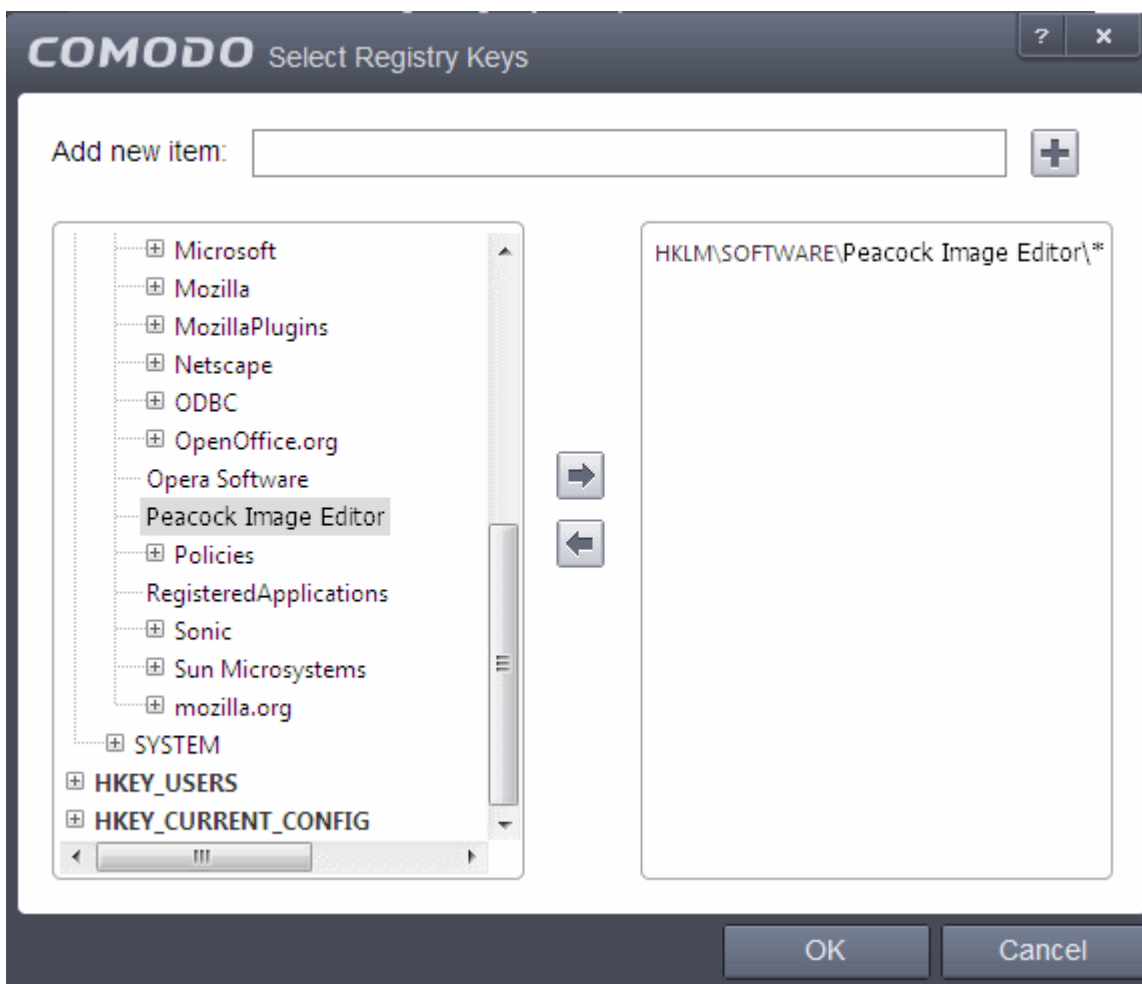 COMODO Select Registry Keys
? ×
Add new item:
Microsoft
Mozilla
MozillaPlugins
Netscape
ODBC
OpenOffice.org
Opera Software
Peacock Image Editor
Policies
RegisteredApplications
Sonic
Sun Microsystems
mozilla.org
SYSTEM
HKEY_USERS
HKEY_CURRENT_CONFIG
HKLM\SOFTWARE\Peacock Image Editor\*
OK Cancel